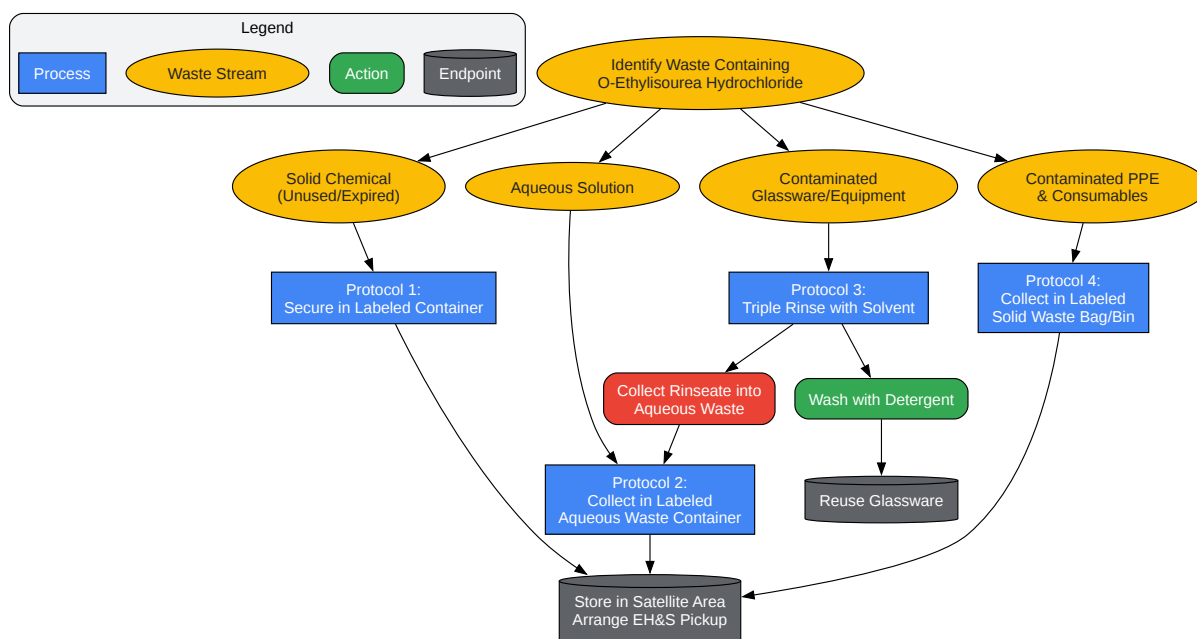 Legend
Process
Waste Stream
Action
Endpoint
Identify Waste Containing
O-Ethylisourea Hydrochloride
Solid Chemical
(Unused/Expired)
Aqueous Solution
Contaminated
Glassware/Equipment
Contaminated PPE
& Consumables
Protocol 1:
Secure in Labeled Container
Protocol 3:
Triple Rinse with Solvent
Protocol 4:
Collect in Labeled
Solid Waste Bag/Bin
Collect Rinseate into
Aqueous Waste
Wash with Detergent
Protocol 2:
Collect in Labeled
Aqueous Waste Container
Reuse Glassware
Store in Satellite Area
Arrange EH&S Pickup